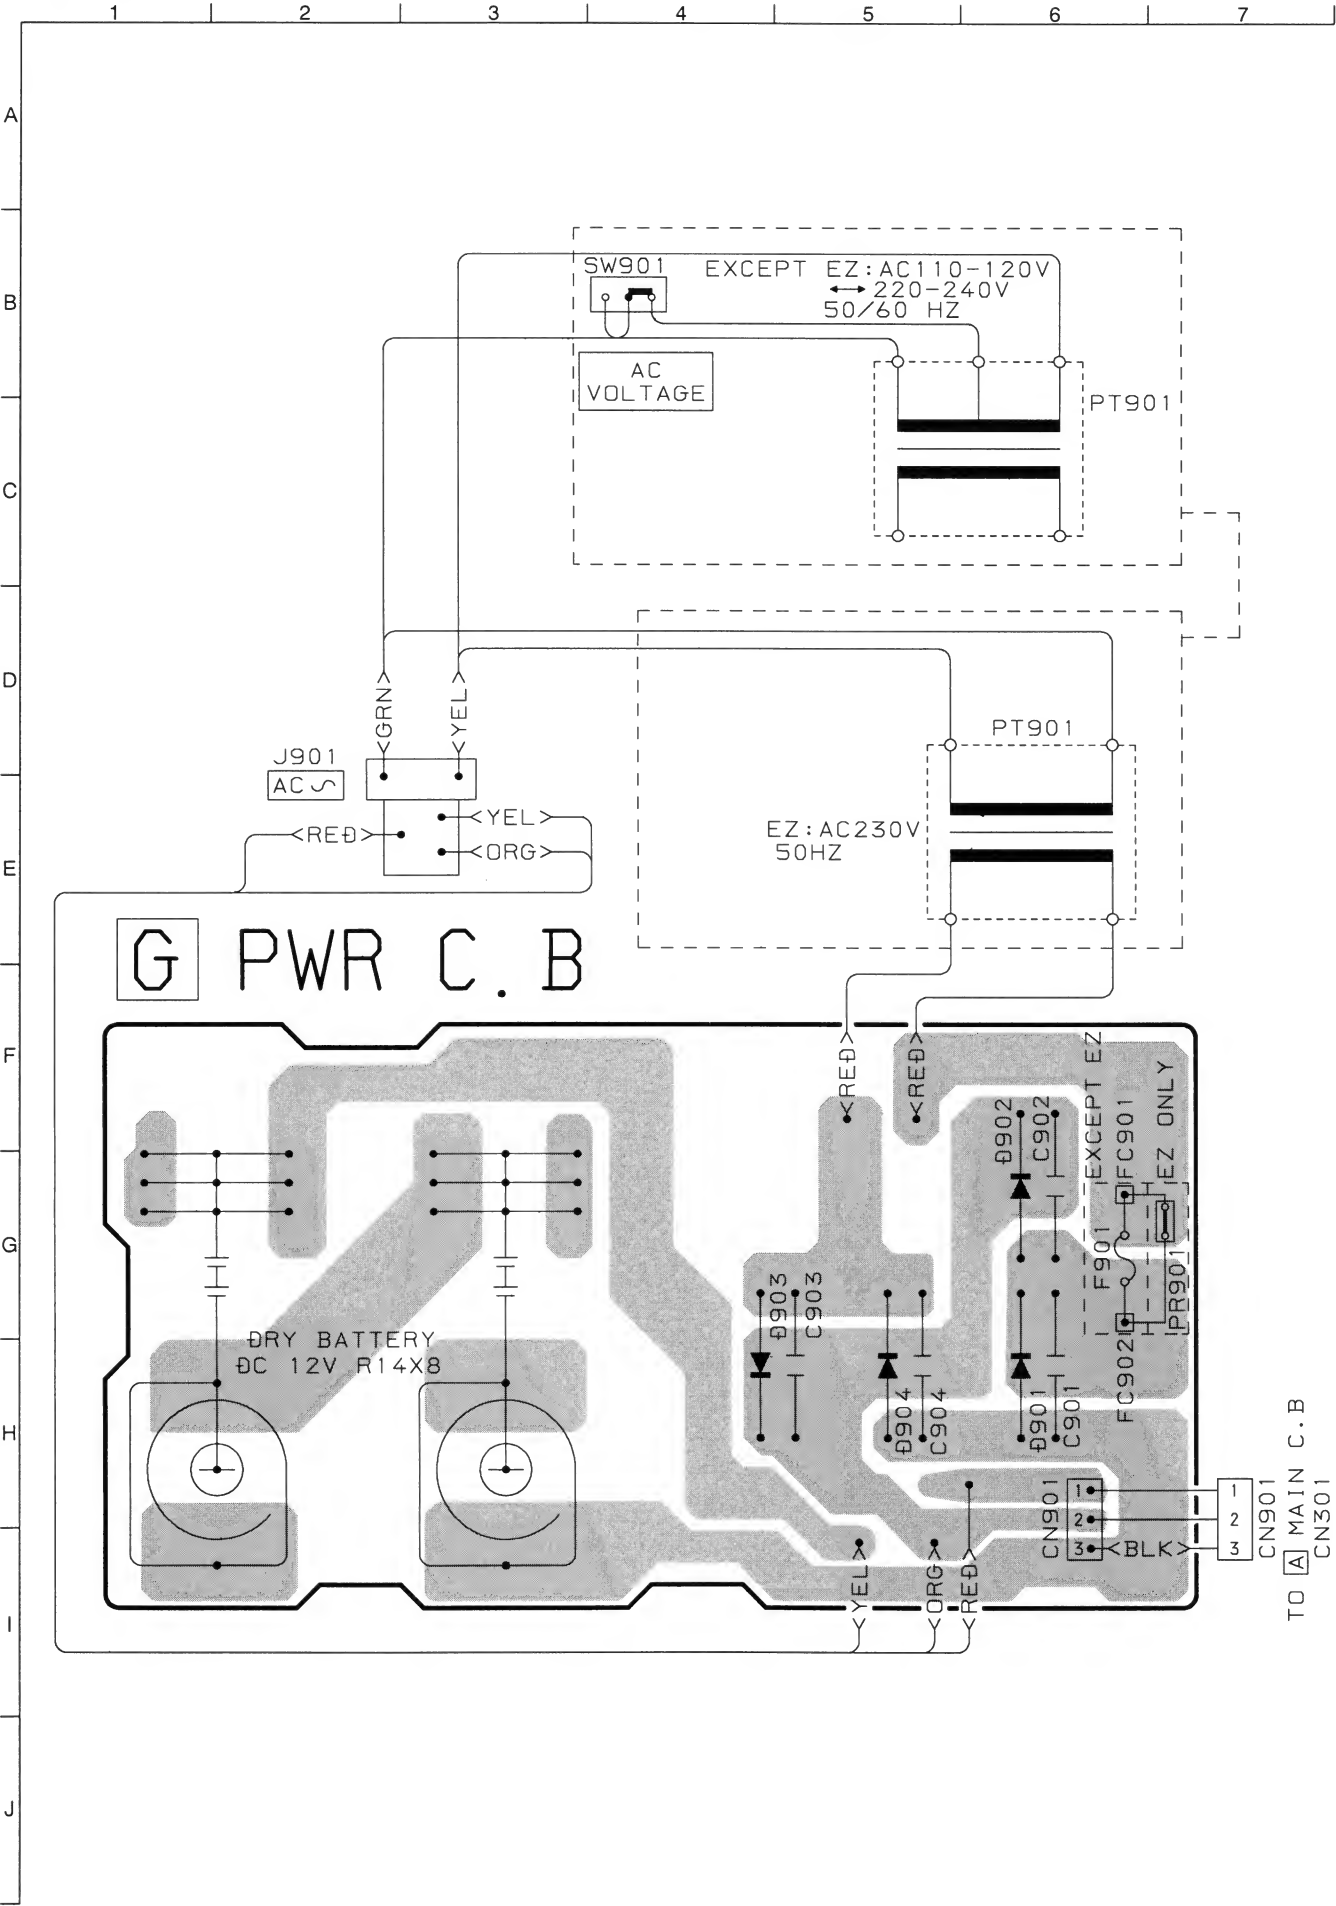 1 2 3 4 5 6 7
A
B
C
D
E
F
G
H
I
J
SW901
EXCEPT EZ:AC110-120V
↔ 220-240V
50/60 HZ
AC
VOLTAGE
PT901
<GRN>
<YEL>
J901
AC
PT901
<RED>
<YEL>
<ORG>
EZ:AC230V
50HZ
G PWR C.B
<RED>
<RED>
EXCEPT EZ
EZ ONLY
D902
C902
FC901
F901
PR901
FC902
D903
C903
D904
C904
D901
C901
DRY BATTERY
DC 12V R14X8
CN901
1
2
3
<BLK>
1
2
3
CN901
TO A MAIN C.B
CN301
<YEL>
<ORG>
<RED>